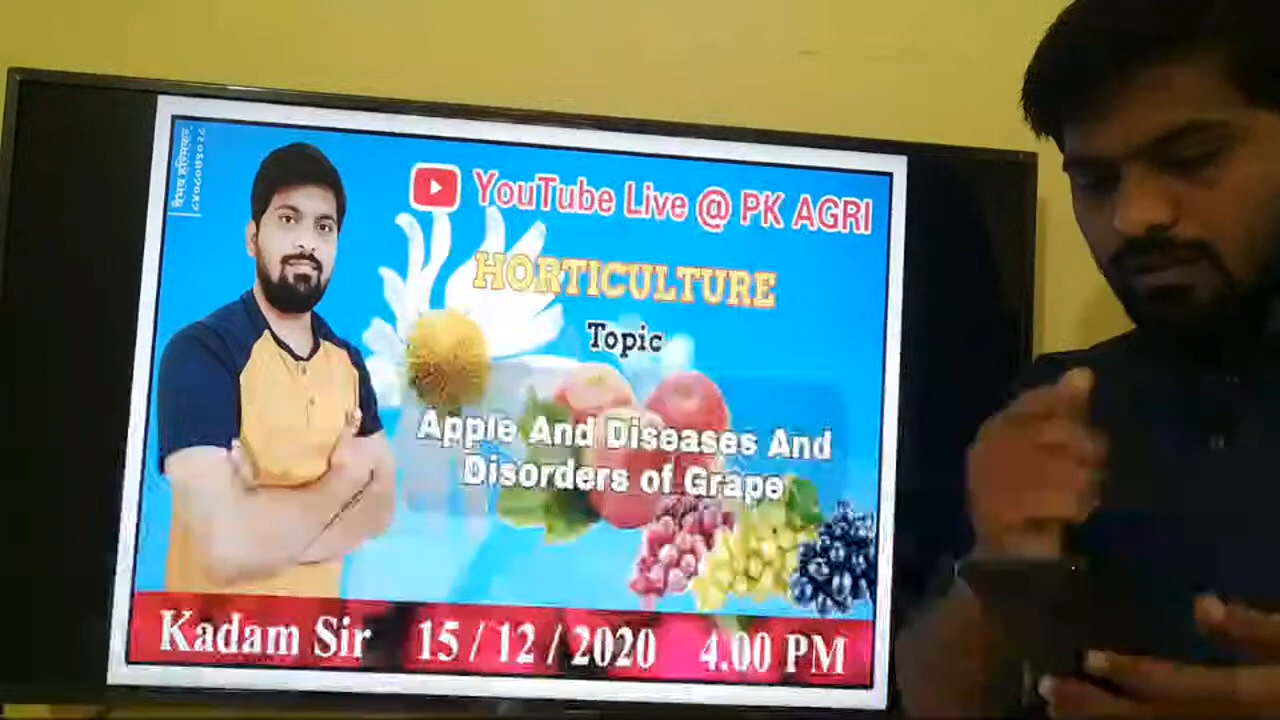 YouTube Live @ PK AGRI
HORTICULTURE
Topic
Apple And Diseases And
Disorders of Grape
Kadam Sir 15 / 12 / 2020 4.00 PM